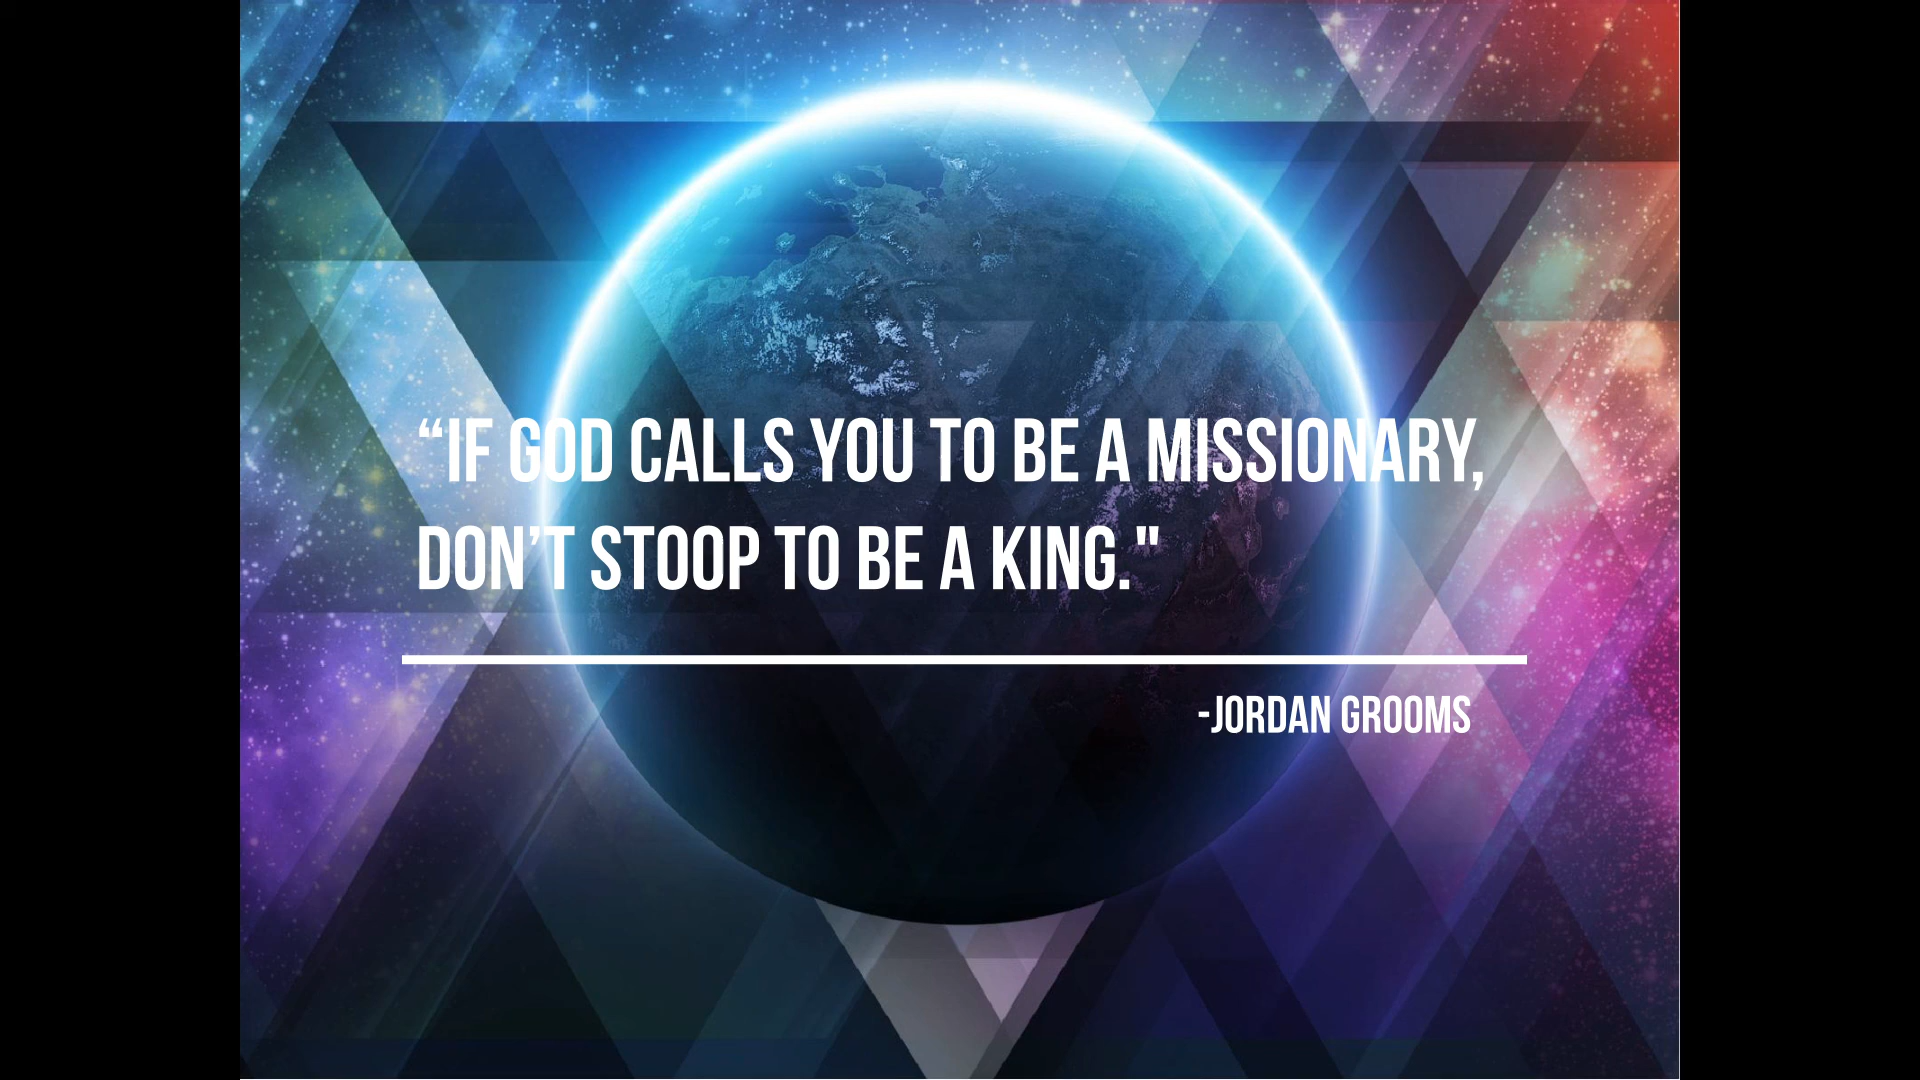 “IF GOD CALLS YOU TO BE A MISSIONARY,
DON’T STOOP TO BE A KING."
-JORDAN GROOMS